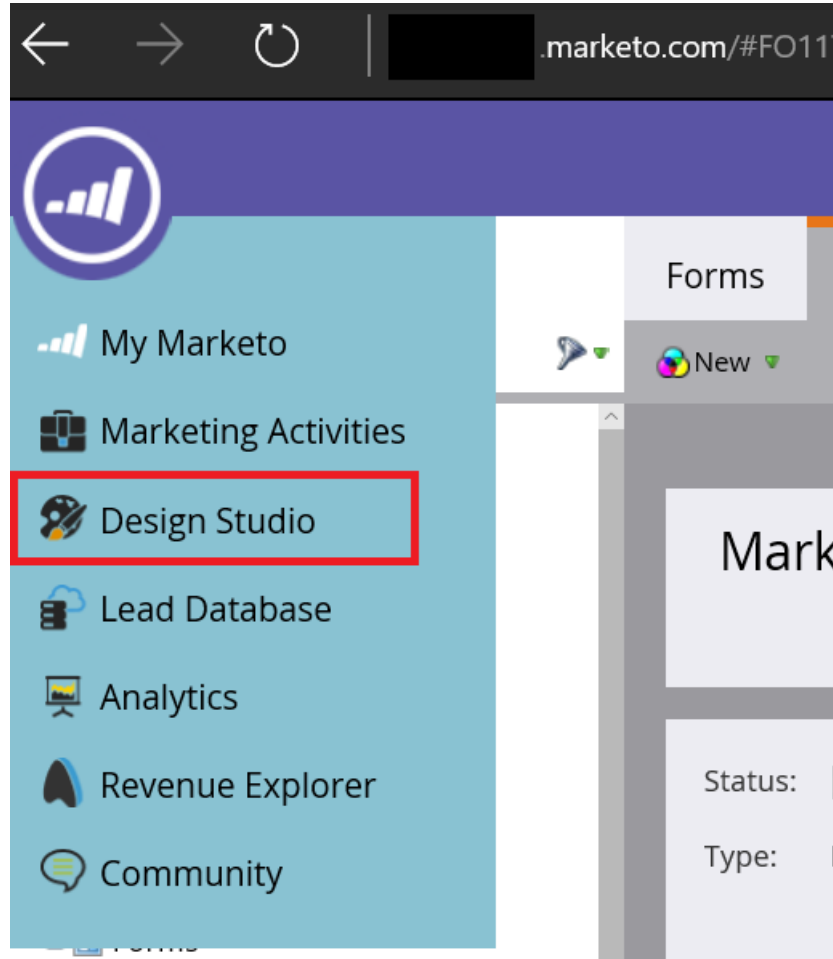 .marketo.com/#FO11
Forms
My Marketo
New
Marketing Activities
Design Studio
Mark
Lead Database
Analytics
Revenue Explorer
Status:
Community
Type:
Forms